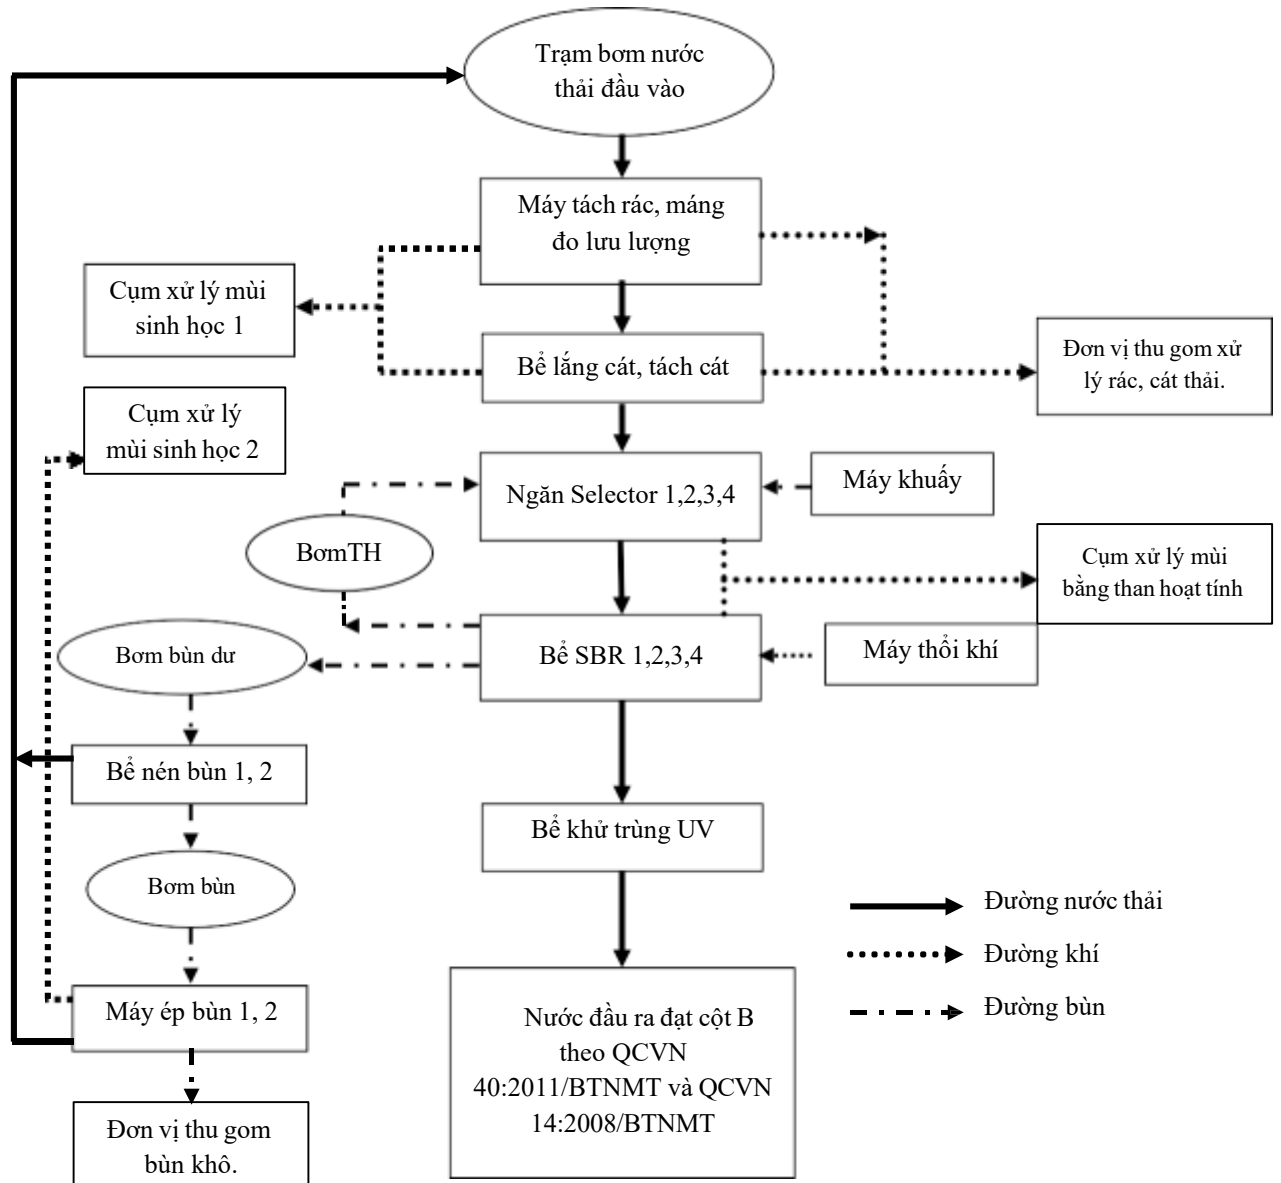 Trạm bơm nước
thải đầu vào
Máy tách rác, máng
đo lưu lượng
Cụm xử lý mùi
sinh học 1
Bể lắng cát, tách cát
Đơn vị thu gom xử
lý rác, cát thải.
Cụm xử lý
mùi sinh học 2
Ngăn Selector 1,2,3,4
Máy khuấy
BơmTH
Cụm xử lý mùi
bằng than hoạt tính
Bơm bùn dư
Bể SBR 1,2,3,4
Máy thổi khí
Bể nén bùn 1, 2
Bể khử trùng UV
Bơm bùn
Đường nước thải
Đường khí
Đường bùn
Máy ép bùn 1, 2
Nước đầu ra đạt cột B
theo QCVN
40:2011/BTNMT và QCVN
14:2008/BTNMT
Đơn vị thu gom
bùn khô.